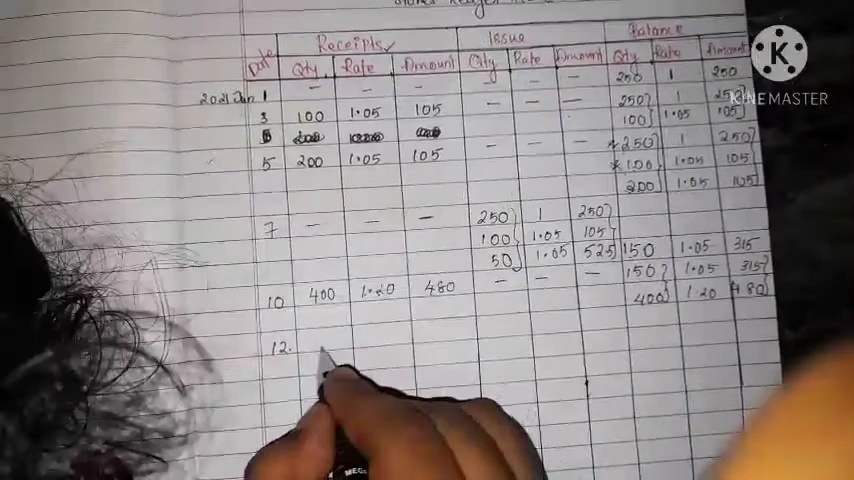 Stores
Receipts Issue Balance
Date Qty Rate Amount Qty Rate Amount Qty Rate Amount
2021 Jan 1 - - - - - - 250 1 250
3 100 1.05 105 - - - 250 1 250
100 1.05 105
5 200 1.05 105 - - - 250 1 250
100 1.05 105
200 1.05 105
7 - - - 250 1 250
100 1.05 105
50 1.05 525 150 1.05 315
10 400 1.20 480 - - - 150 1.05 315
400 1.20 480
12.
KINEMASTER